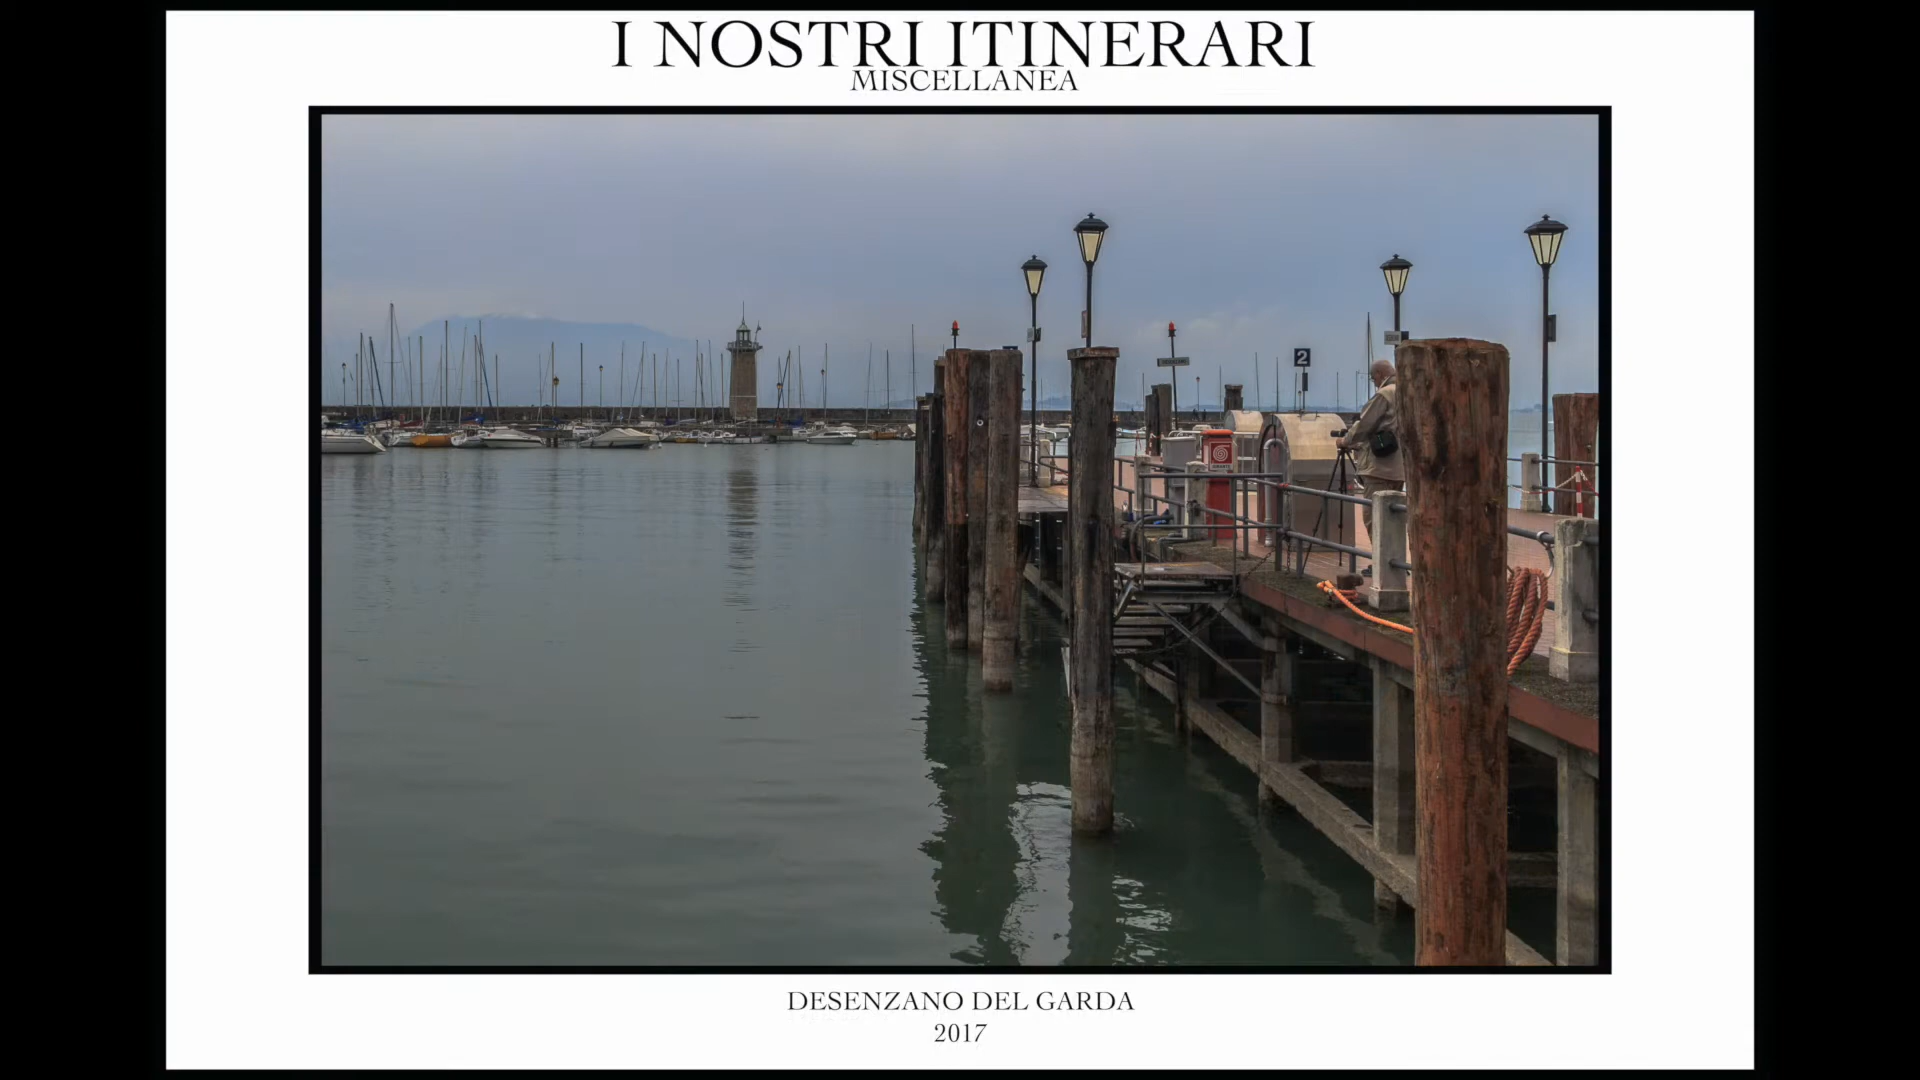 I NOSTRI ITINERARI
MISCELLANEA
2
DESENZANO DEL GARDA
2017